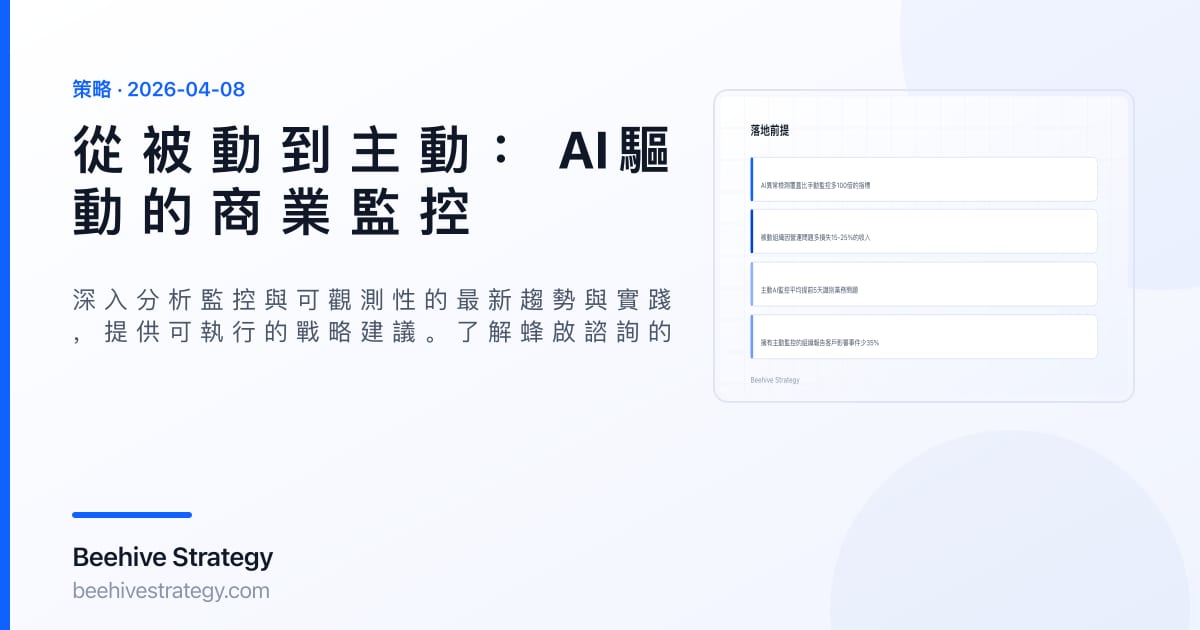 策略 · 2026-04-08
從被動到主動： AI驅
動的商業監控
深入分析監控與可觀測性的最新趨勢與實踐
，提供可執行的戰略建議。了解蜂啟諮詢的
Beehive Strategy
beehivestrategy.com
落地前提
AI異常檢測覆蓋比手動監控多100倍的指標
被動組織因營運問題多損失15-25%的收入
主動AI監控平均提前5天識別業務問題
擁有主動監控的組織報告客戶影響事件少35%
Beehive Strategy